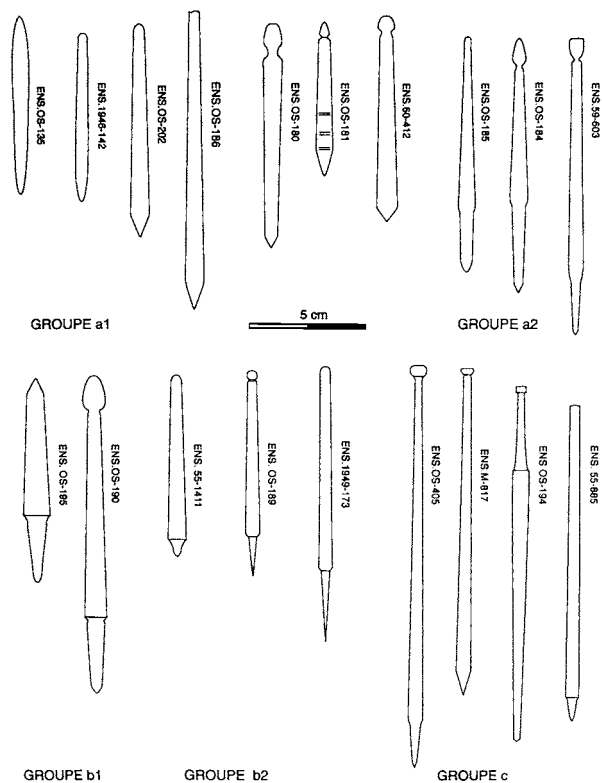 ENS.OS-135
ENS.1946-142
ENS.OS-202
ENS.OS-186
ENS.OS-180
ENS.OS-181
ENS.60-412
ENS.OS-185
ENS.OS-184
ENS.59-603
GROUPE a1
5 cm
GROUPE a2
ENS. OS-195
ENS.OS-190
ENS. 55-1411
ENS. OS-189
ENS.1949-173
ENS.OS-405
ENS M-817
ENS OS-194
ENS. 55-885
GROUPE b1
GROUPE b2
GROUPE c